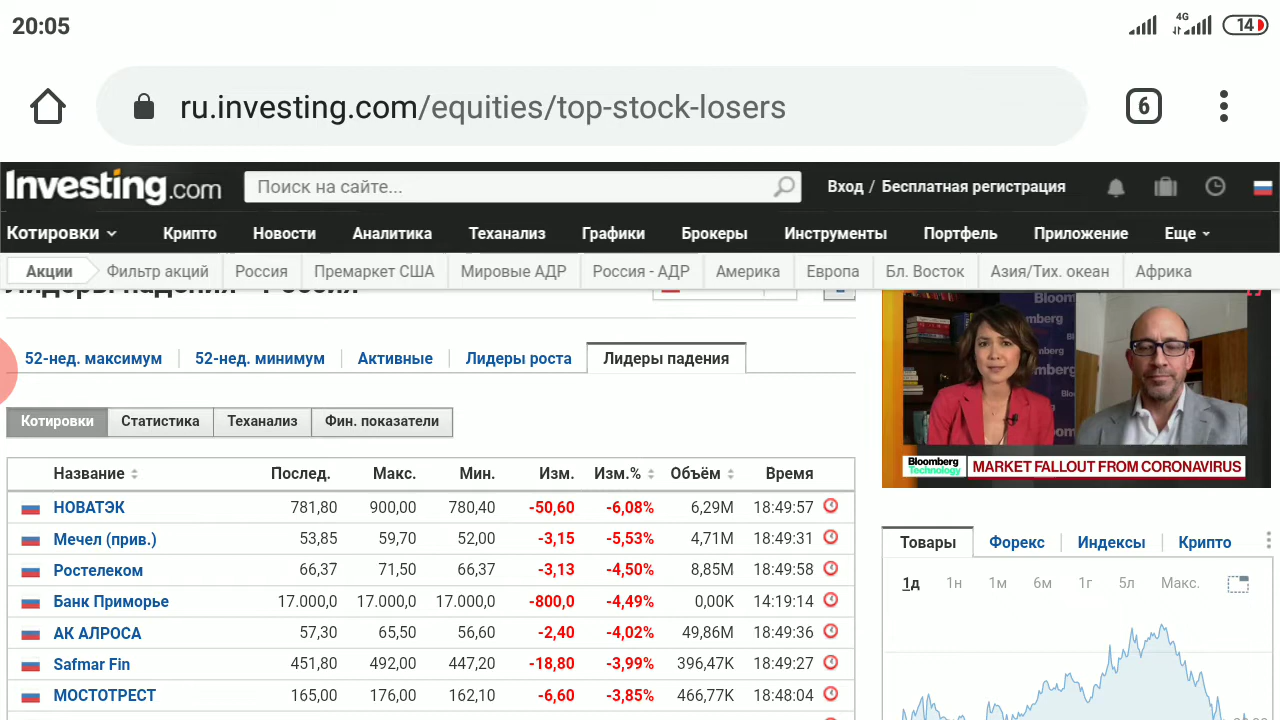 20:05 4G 14
ru.investing.com/equities/top-stock-losers 6
Investing.com Поиск на сайте... Вход / Бесплатная регистрация
Котировки Крипто Новости Аналитика Теханализ Графики Брокеры Инструменты Портфель Приложение Еще
Акции Фильтр акций Россия Премаркет США Мировые АДР Россия - АДР Америка Европа Бл. Восток Азия/Тих. океан Африка
Лидеры падения - Россия
52-нед. максимум 52-нед. минимум Активные Лидеры роста Лидеры падения
Котировки Статистика Теханализ Фин. показатели
Название Послед. Макс. Мин. Изм. Изм.% Объём Время
НОВАТЭК 781,80 900,00 780,40 -50,60 -6,08% 6,29M 18:49:57
Мечел (прив.) 53,85 59,70 52,00 -3,15 -5,53% 4,71M 18:49:31
Ростелеком 66,37 71,50 66,37 -3,13 -4,50% 8,85M 18:49:58
Банк Приморье 17.000,0 17.000,0 17.000,0 -800,0 -4,49% 0,00K 14:19:14
АК АЛРОСА 57,30 65,50 56,60 -2,40 -4,02% 49,86M 18:49:36
Safmar Fin 451,80 492,00 447,20 -18,80 -3,99% 396,47K 18:49:27
МОСТОТРЕСТ 165,00 176,00 162,10 -6,60 -3,85% 466,77K 18:48:04
Bloomberg
Technology
MARKET FALLOUT FROM CORONAVIRUS
Товары Форекс Индексы Крипто
1д 1н 1м 6м 1г 5л Макс.